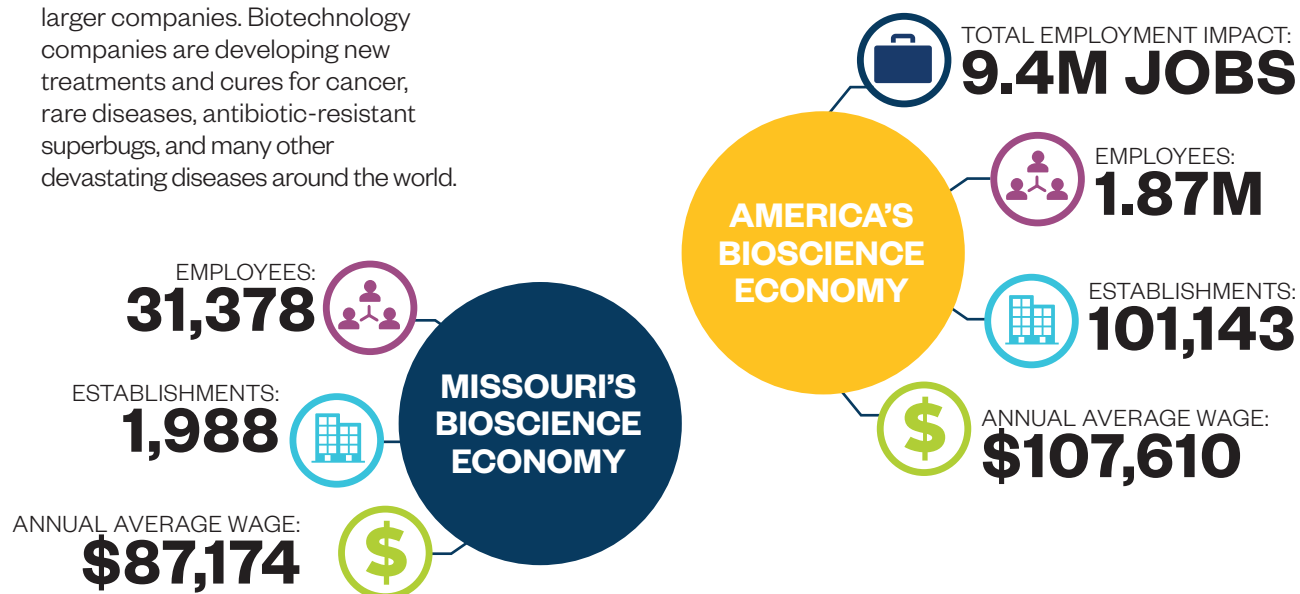 larger companies. Biotechnology
companies are developing new
treatments and cures for cancer,
rare diseases, antibiotic-resistant
superbugs, and many other
devastating diseases around the world.
EMPLOYEES:
31,378
ESTABLISHMENTS:
1,988
ANNUAL AVERAGE WAGE:
$87,174
$
MISSOURI'S
BIOSCIENCE
ECONOMY
AMERICA'S
BIOSCIENCE
ECONOMY
TOTAL EMPLOYMENT IMPACT:
9.4M JOBS
EMPLOYEES:
1.87M
ESTABLISHMENTS:
101,143
$
ANNUAL AVERAGE WAGE:
$107,610